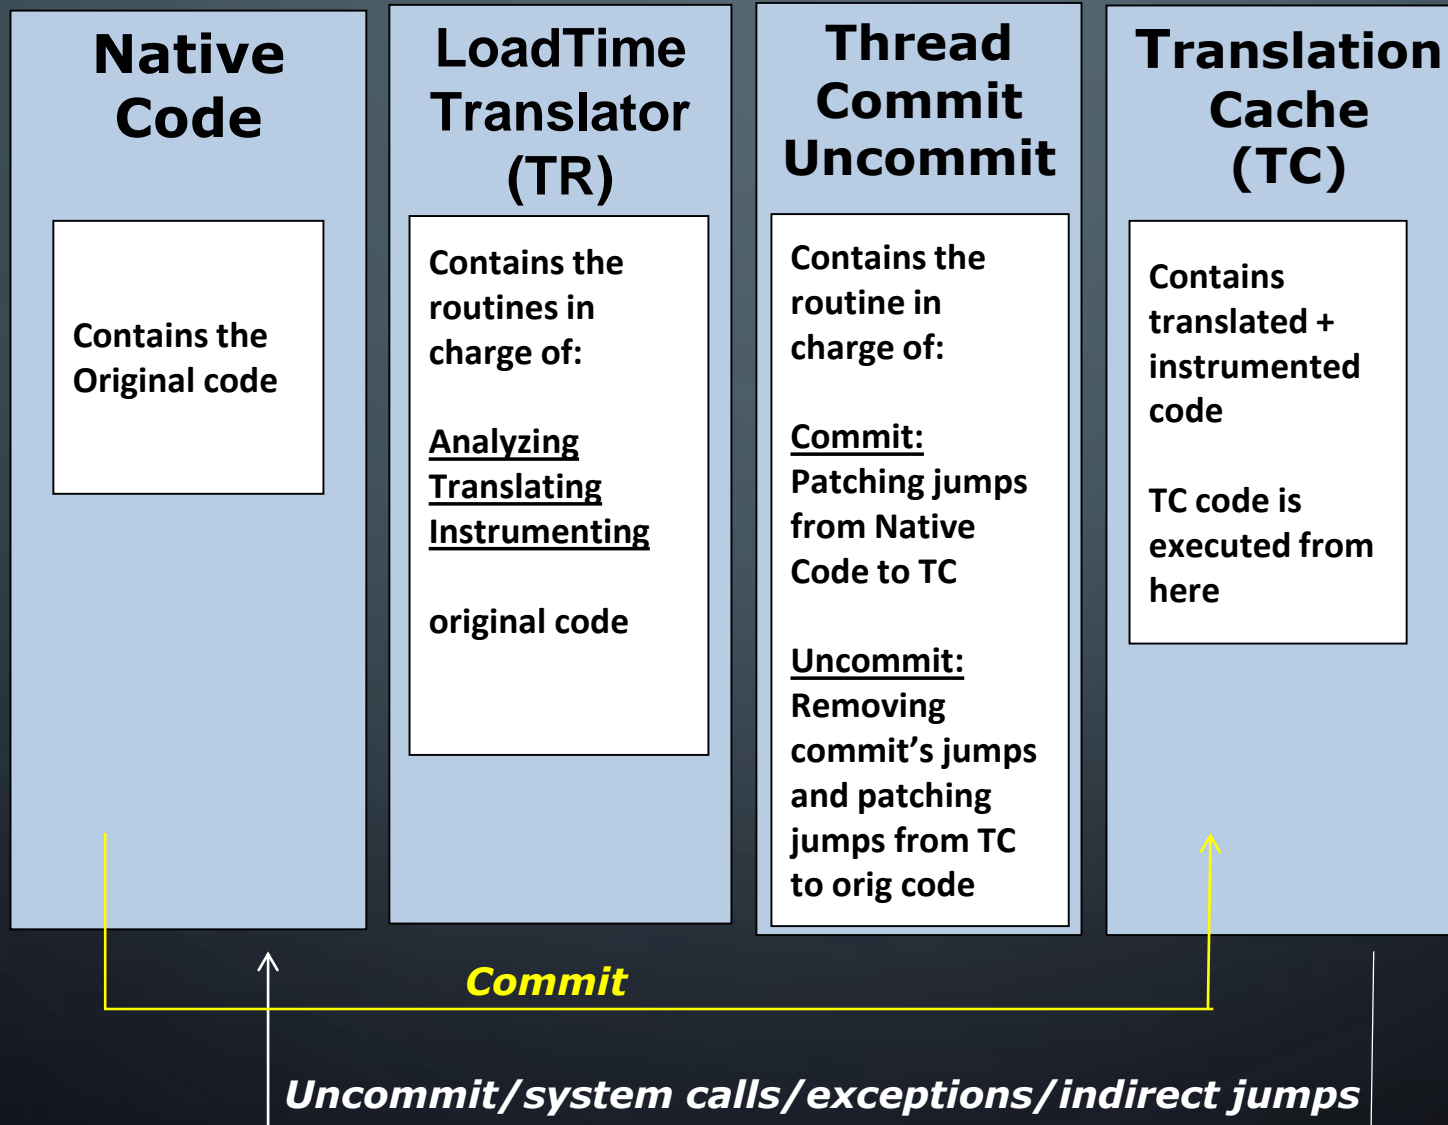 Native
Code
Contains the
Original code
LoadTime
Translator
(TR)
Contains the
routines in
charge of:
Analyzing
Translating
Instrumenting
original code
Thread
Commit
Uncommit
Contains the
routine in
charge of:
Commit:
Patching jumps
from Native
Code to TC
Uncommit:
Removing
commit’s jumps
and patching
jumps from TC
to orig code
Translation
Cache
(TC)
Contains
translated +
instrumented
code
TC code is
executed from
here
Commit
Uncommit/system calls/exceptions/indirect jumps